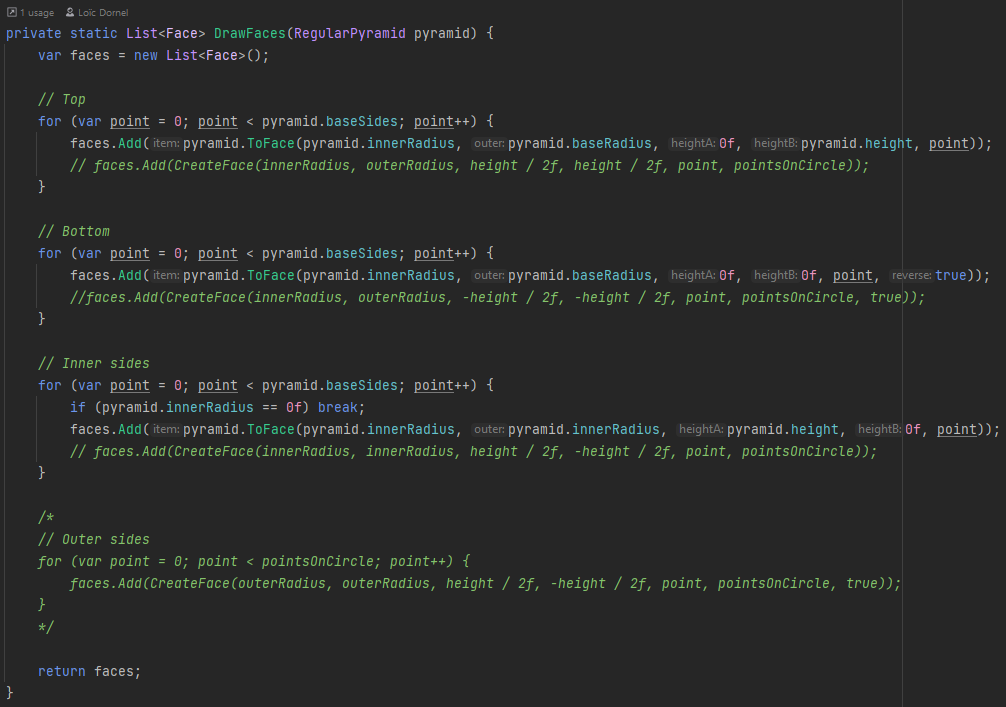 1 usage Loïc Dornel
private static List<Face> DrawFaces(RegularPyramid pyramid) {
    var faces = new List<Face>();

    // Top
    for (var point = 0; point < pyramid.baseSides; point++) {
        faces.Add(item: pyramid.ToFace(pyramid.innerRadius, outer: pyramid.baseRadius, heightA: 0f, heightB: pyramid.height, point));
        // faces.Add(CreateFace(innerRadius, outerRadius, height / 2f, height / 2f, point, pointsOnCircle));
    }

    // Bottom
    for (var point = 0; point < pyramid.baseSides; point++) {
        faces.Add(item: pyramid.ToFace(pyramid.innerRadius, outer: pyramid.baseRadius, heightA: 0f, heightB: 0f, point, reverse: true));
        //faces.Add(CreateFace(innerRadius, outerRadius, -height / 2f, -height / 2f, point, pointsOnCircle, true));
    }

    // Inner sides
    for (var point = 0; point < pyramid.baseSides; point++) {
        if (pyramid.innerRadius == 0f) break;
        faces.Add(item: pyramid.ToFace(pyramid.innerRadius, outer: pyramid.innerRadius, heightA: pyramid.height, heightB: 0f, point));
        // faces.Add(CreateFace(innerRadius, innerRadius, height / 2f, -height / 2f, point, pointsOnCircle));
    }

    /*
    // Outer sides
    for (var point = 0; point < pointsOnCircle; point++) {
        faces.Add(CreateFace(outerRadius, outerRadius, height / 2f, -height / 2f, point, pointsOnCircle, true));
    }
    */

    return faces;
}